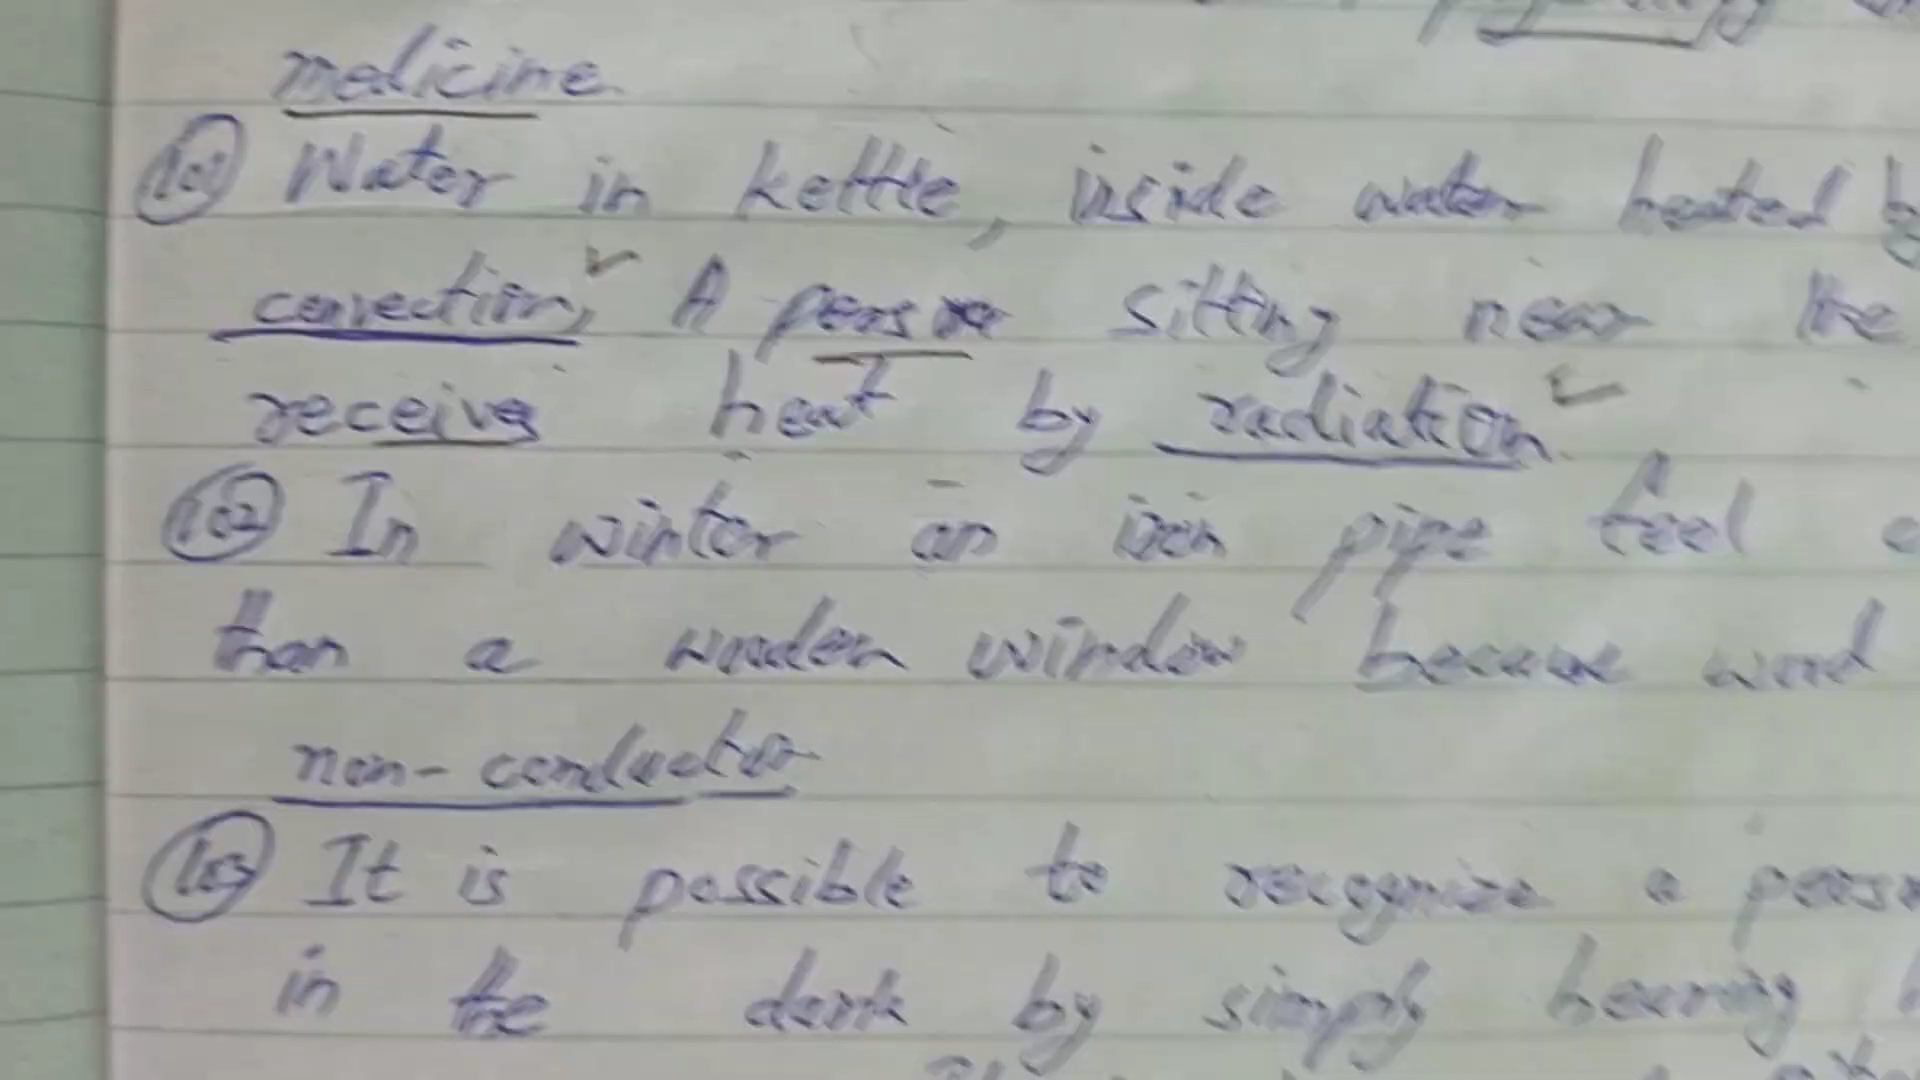 medicine.
101 Water in kettle, inside water heated
convection, A person sitting near the
receive heat by radiation.
102 In winter an iron pipe feel
than a wooden window because wood
non-conductor
103 It is possible to recognize a
in the dark by simply hearing